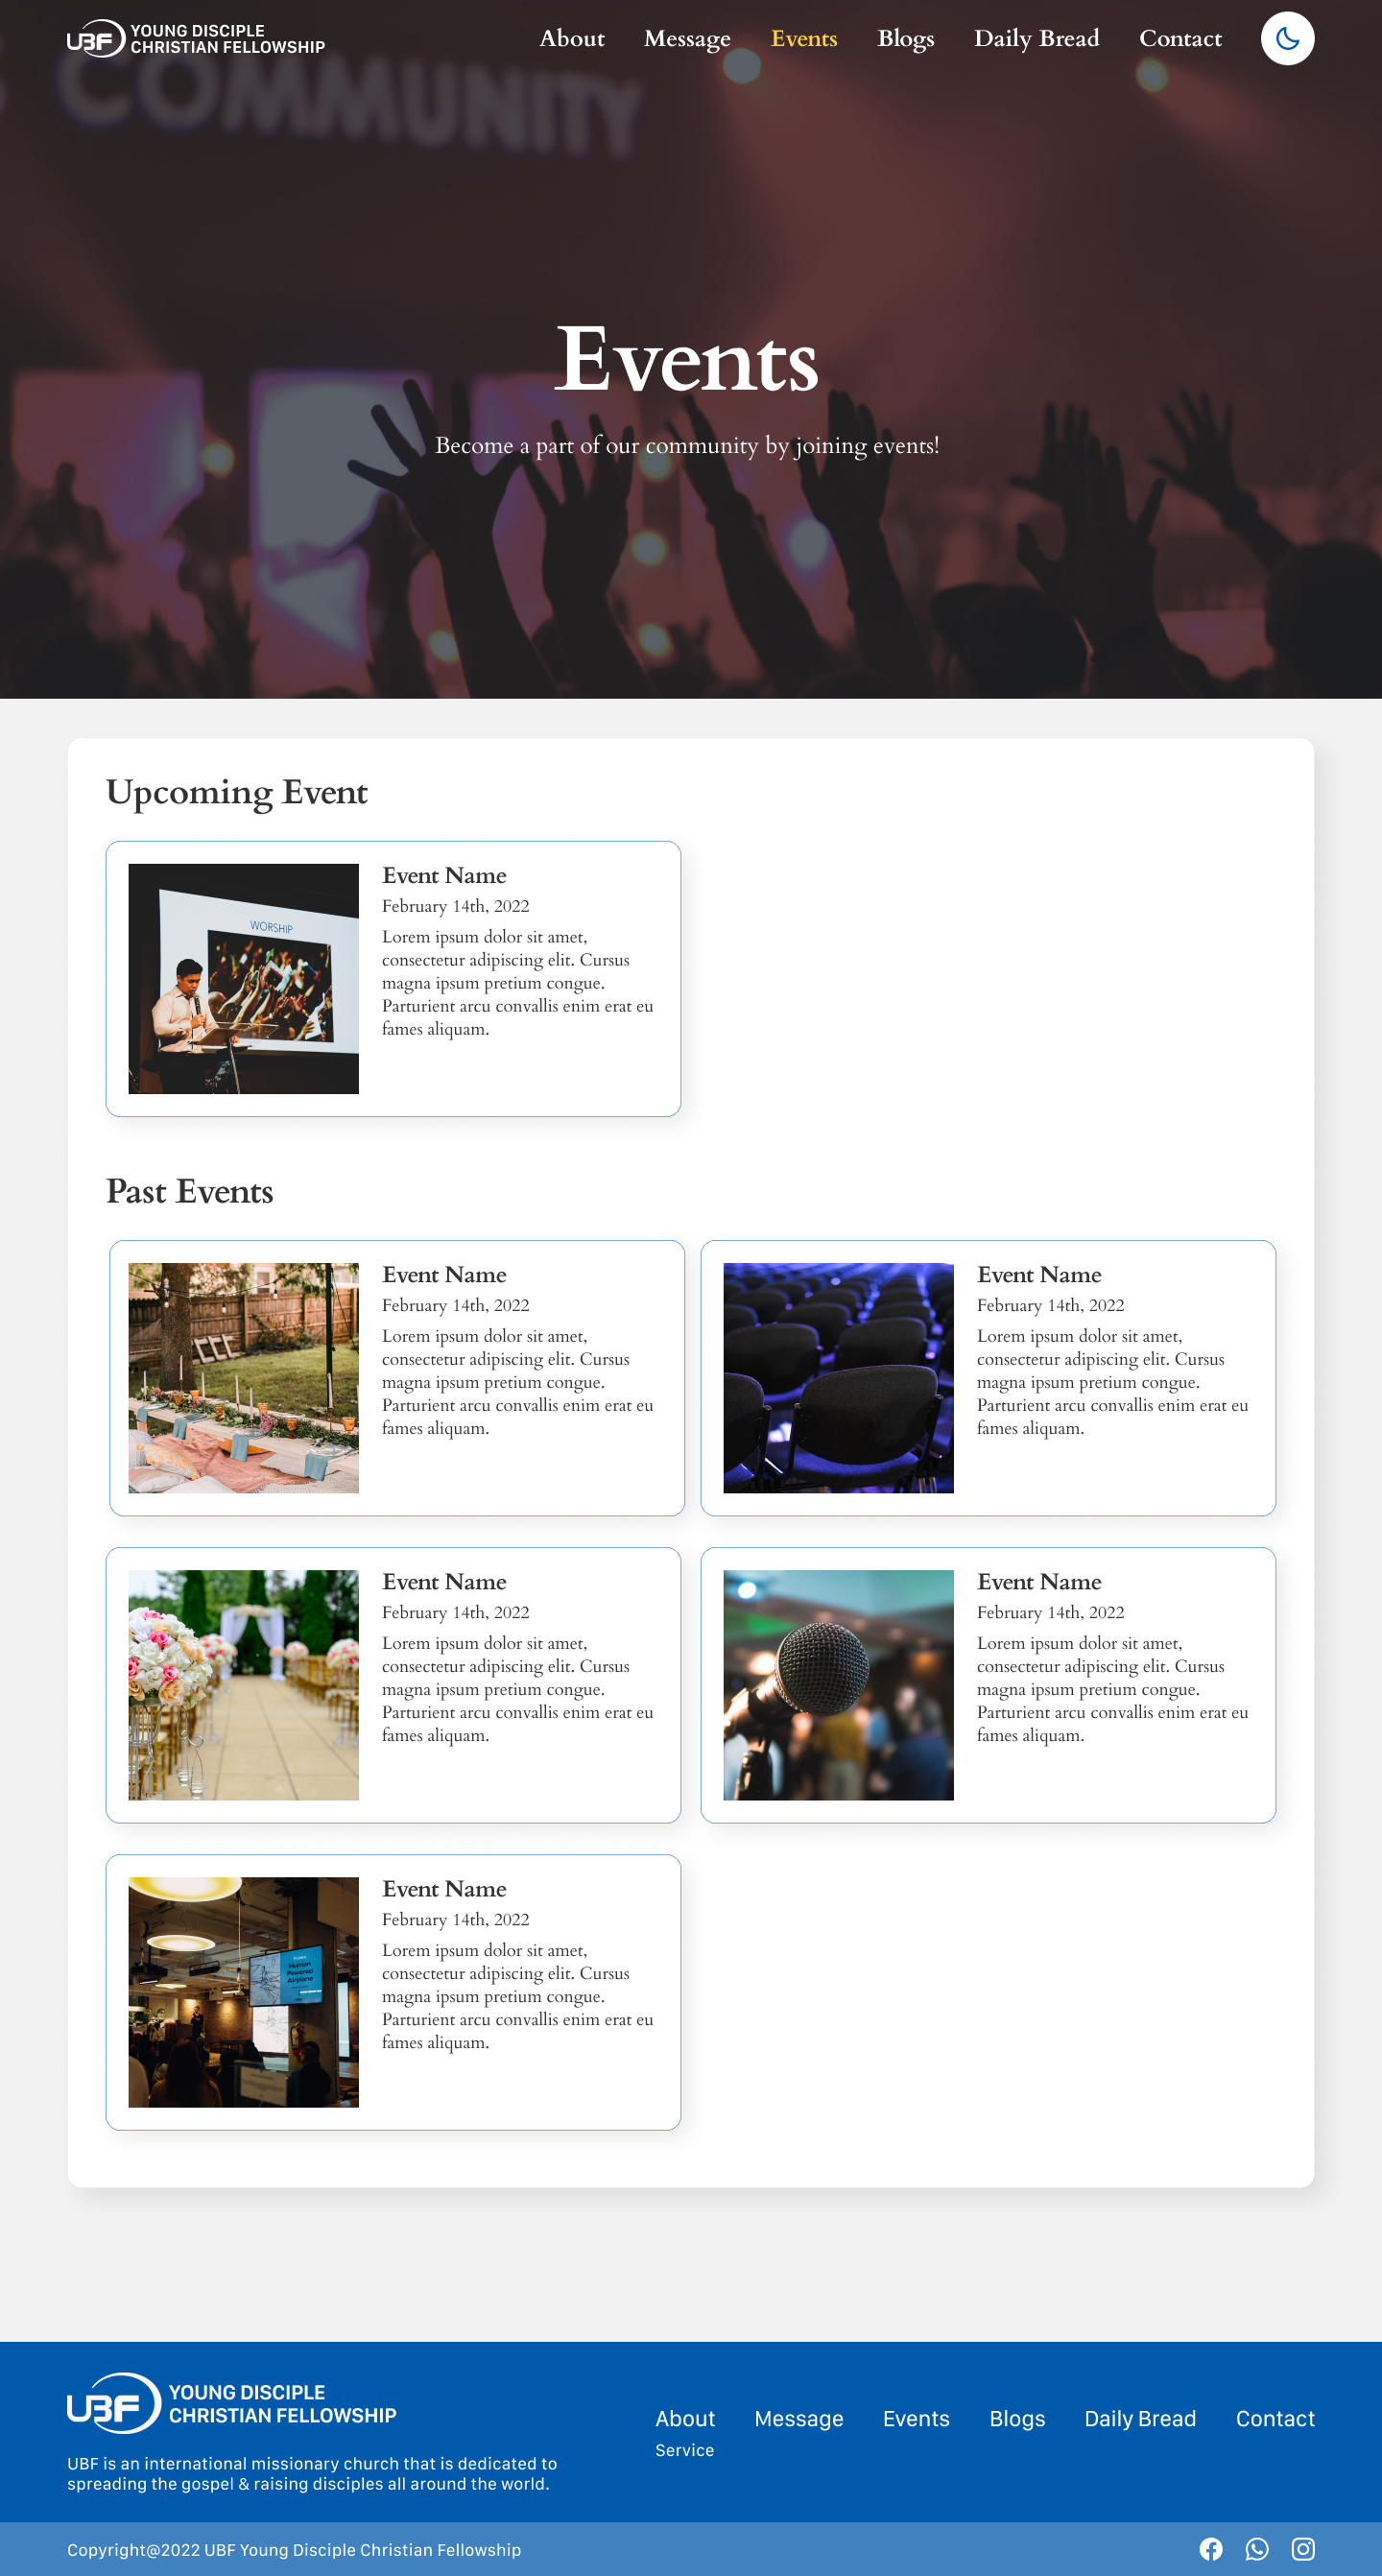 UBF YOUNG DISCIPLE
CHRISTIAN FELLOWSHIP
About Message Events Blogs Daily Bread Contact
COMMUNITY
Events
Become a part of our community by joining events!
Upcoming Event
WORSHIP
Event Name
February 14th, 2022
Lorem ipsum dolor sit amet,
consectetur adipiscing elit. Cursus
magna ipsum pretium congue.
Parturient arcu convallis enim erat eu
fames aliquam.
Past Events
Event Name
February 14th, 2022
Lorem ipsum dolor sit amet,
consectetur adipiscing elit. Cursus
magna ipsum pretium congue.
Parturient arcu convallis enim erat eu
fames aliquam.
Event Name
February 14th, 2022
Lorem ipsum dolor sit amet,
consectetur adipiscing elit. Cursus
magna ipsum pretium congue.
Parturient arcu convallis enim erat eu
fames aliquam.
Event Name
February 14th, 2022
Lorem ipsum dolor sit amet,
consectetur adipiscing elit. Cursus
magna ipsum pretium congue.
Parturient arcu convallis enim erat eu
fames aliquam.
Event Name
February 14th, 2022
Lorem ipsum dolor sit amet,
consectetur adipiscing elit. Cursus
magna ipsum pretium congue.
Parturient arcu convallis enim erat eu
fames aliquam.
Human
Powered
Airplane
Event Name
February 14th, 2022
Lorem ipsum dolor sit amet,
consectetur adipiscing elit. Cursus
magna ipsum pretium congue.
Parturient arcu convallis enim erat eu
fames aliquam.
UBF YOUNG DISCIPLE
CHRISTIAN FELLOWSHIP
UBF is an international missionary church that is dedicated to
spreading the gospel & raising disciples all around the world.
About Message Events Blogs Daily Bread Contact
Service
Copyright@2022 UBF Young Disciple Christian Fellowship